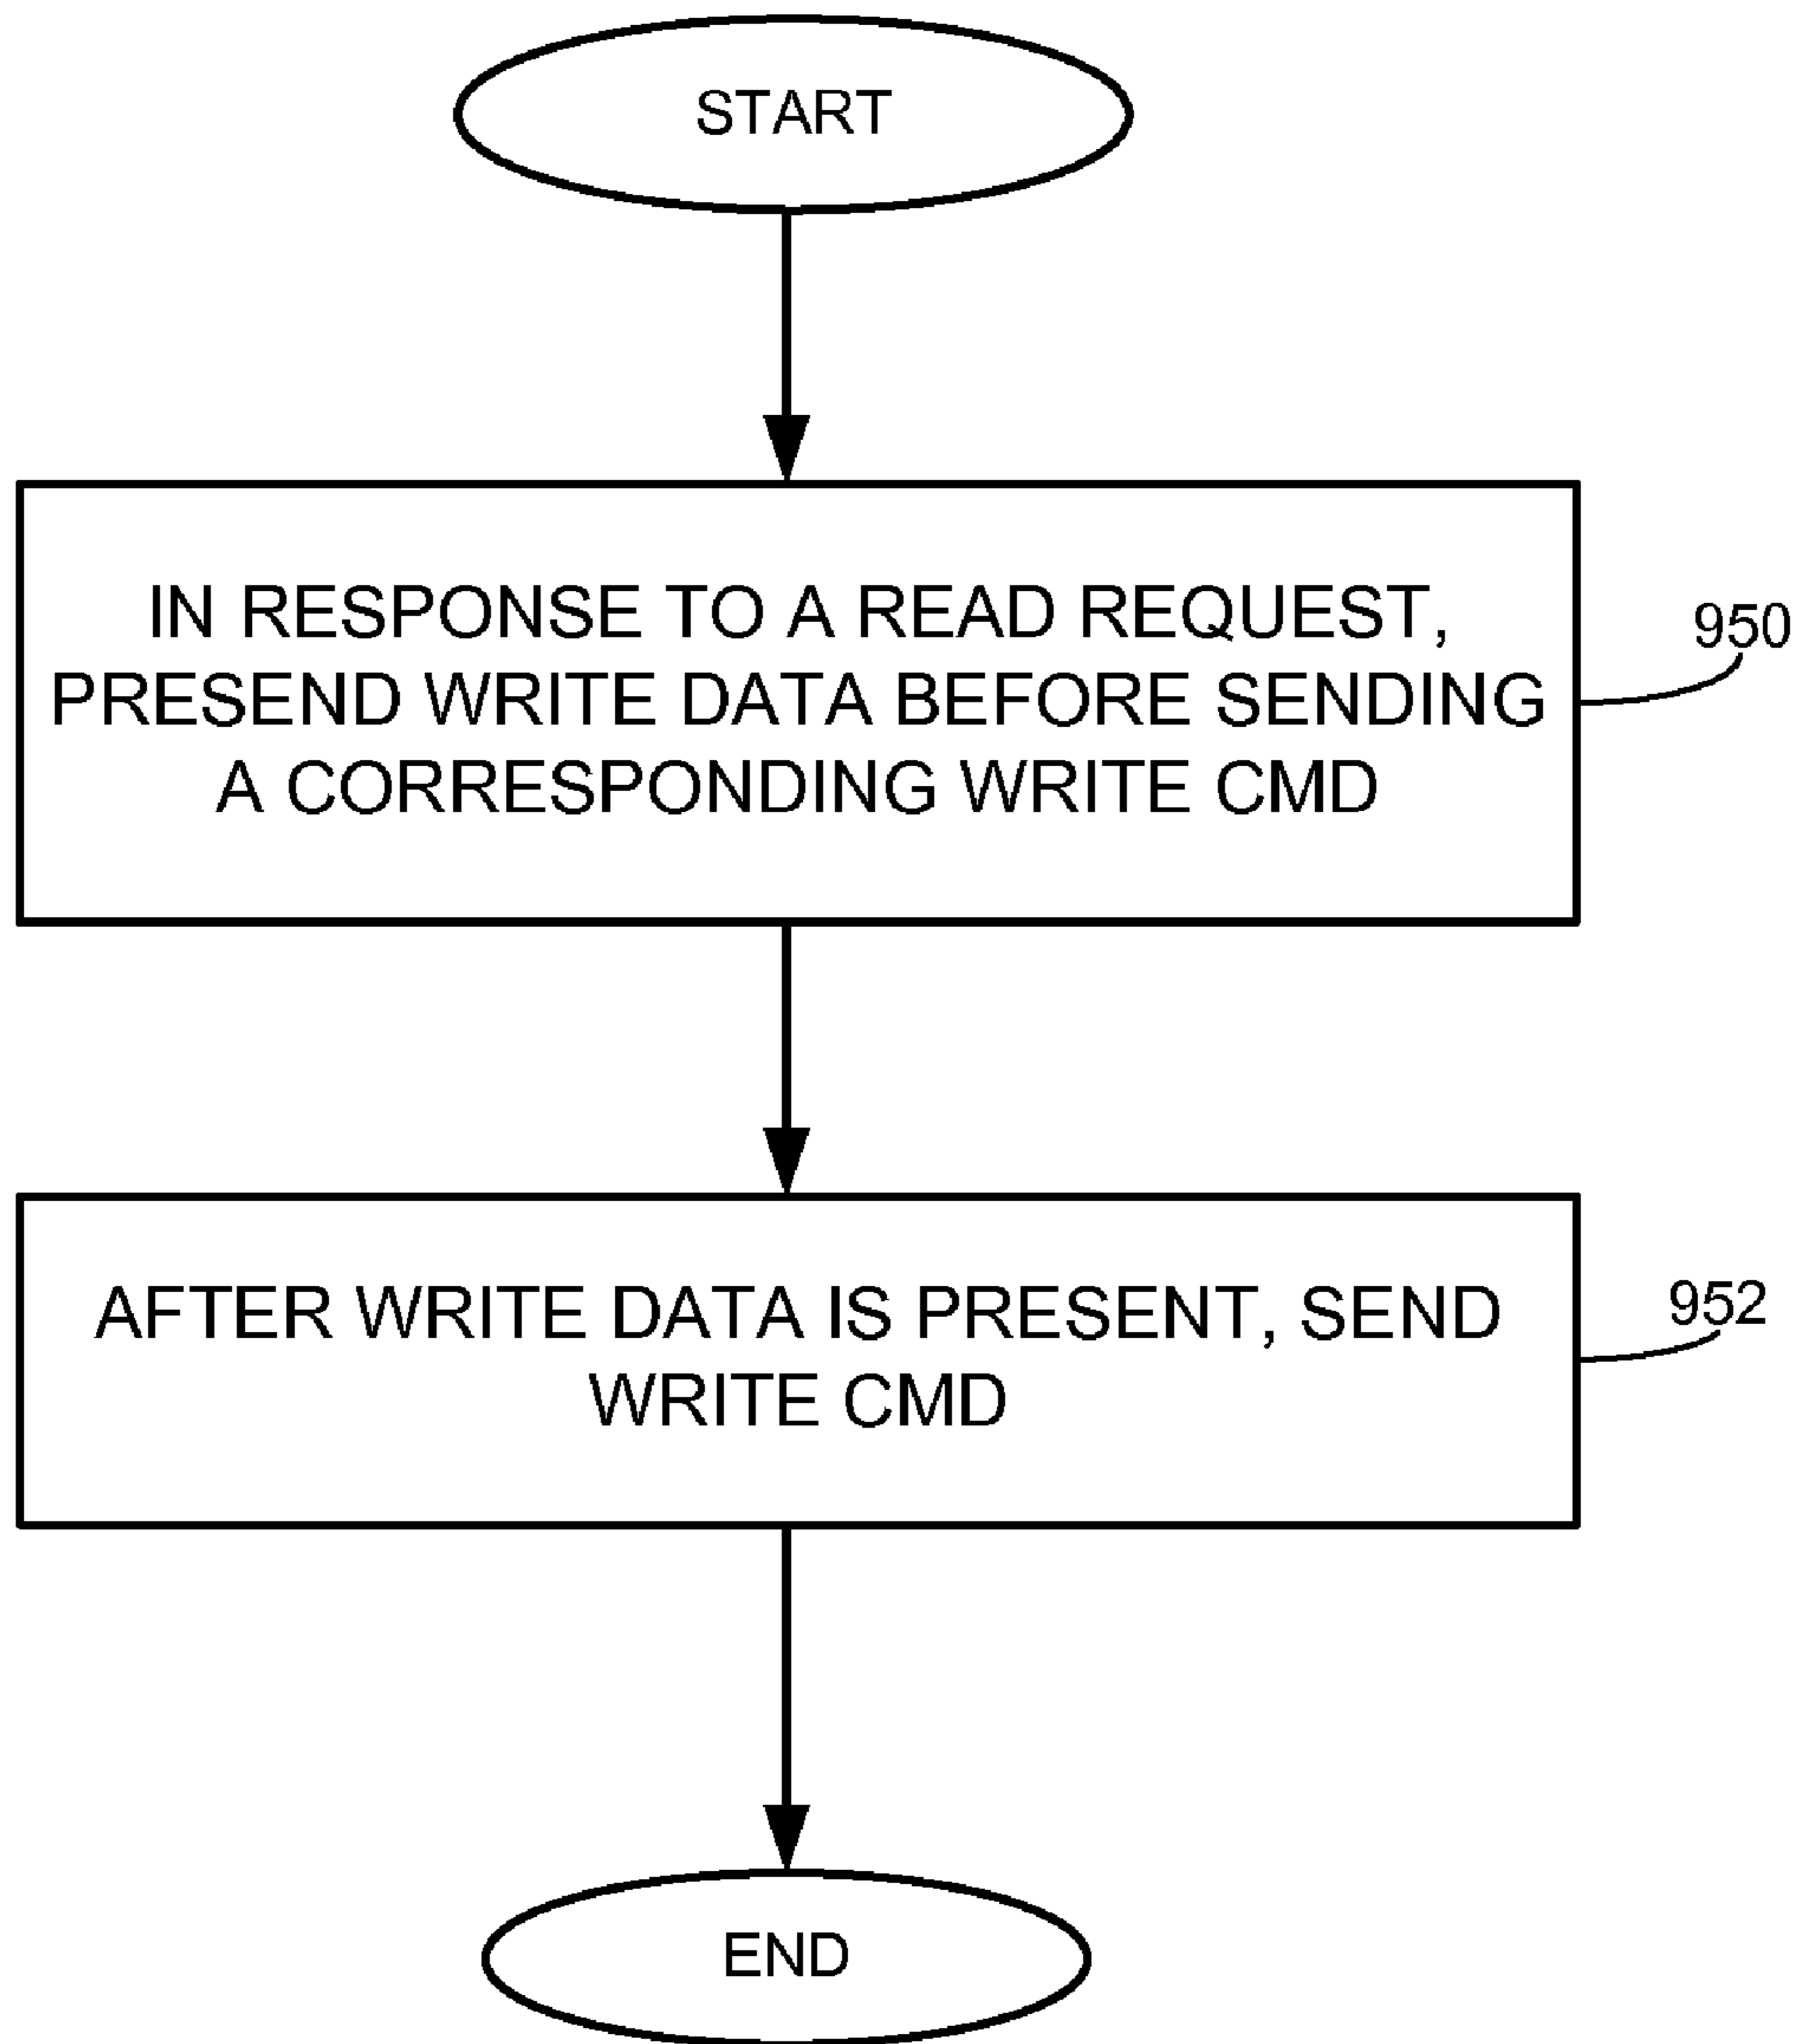 START
IN RESPONSE TO A READ REQUEST,
950
PRESEND WRITE DATA BEFORE SENDING
A CORRESPONDING WRITE CMD
AFTER WRITE DATA IS PRESENT, SEND
952
WRITE CMD
END